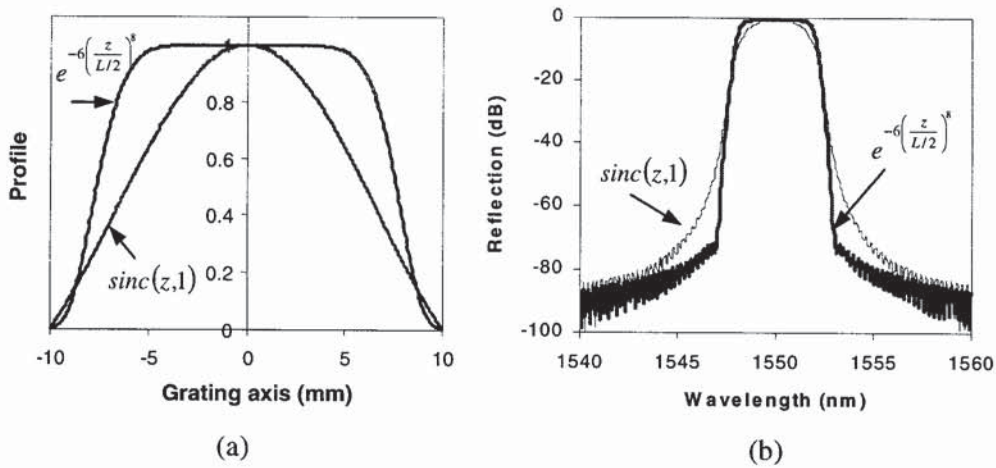 1
0.8
0.6
0.4
0.2
0
-10
-5
0
5
10
Profile
Grating axis (mm)
e^{-6(\frac{z}{L/2})^8}
sinc(z,1)
(a)
0
-20
-40
-60
-80
-100
1540
1545
1550
1555
1560
Reflection (dB)
Wavelength (nm)
sinc(z,1)
e^{-6(\frac{z}{L/2})^8}
(b)